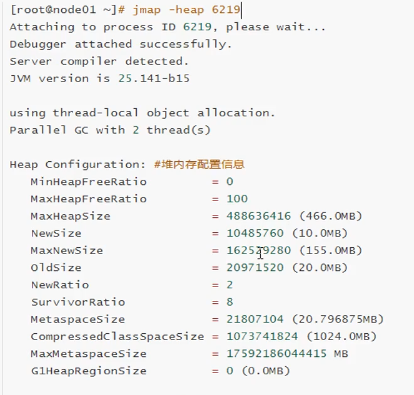 [root@node01 ~]# jmap -heap 6219
Attaching to process ID 6219, please wait...
Debugger attached successfully.
Server compiler detected.
JVM version is 25.141-b15
using thread-local object allocation.
Parallel GC with 2 thread(s)
Heap Configuration: #堆内存配置信息
MinHeapFreeRatio = 0
MaxHeapFreeRatio = 100
MaxHeapSize = 488636416 (466.0MB)
NewSize = 10485760 (10.0MB)
MaxNewSize = 162529280 (155.0MB)
OldSize = 20971520 (20.0MB)
NewRatio = 2
SurvivorRatio = 8
MetaspaceSize = 21807104 (20.796875MB)
CompressedClassSpaceSize = 1073741824 (1024.0MB)
MaxMetaspaceSize = 17592186044415 MB
G1HeapRegionSize = 0 (0.0MB)